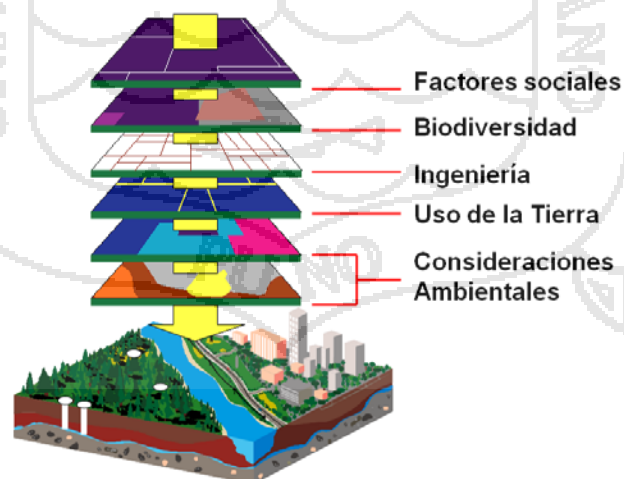 Factores sociales
Biodiversidad
Ingeniería
Uso de la Tierra
Consideraciones
Ambientales